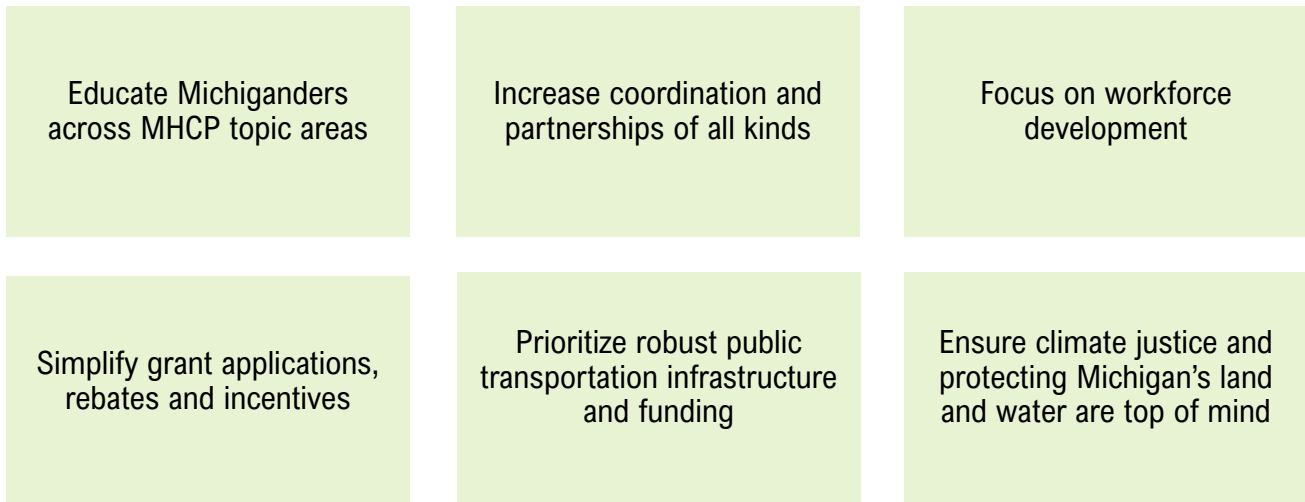 Educate Michiganders
across MHCP topic areas
Increase coordination and
partnerships of all kinds
Focus on workforce
development
Simplify grant applications,
rebates and incentives
Prioritize robust public
transportation infrastructure
and funding
Ensure climate justice and
protecting Michigan’s land
and water are top of mind